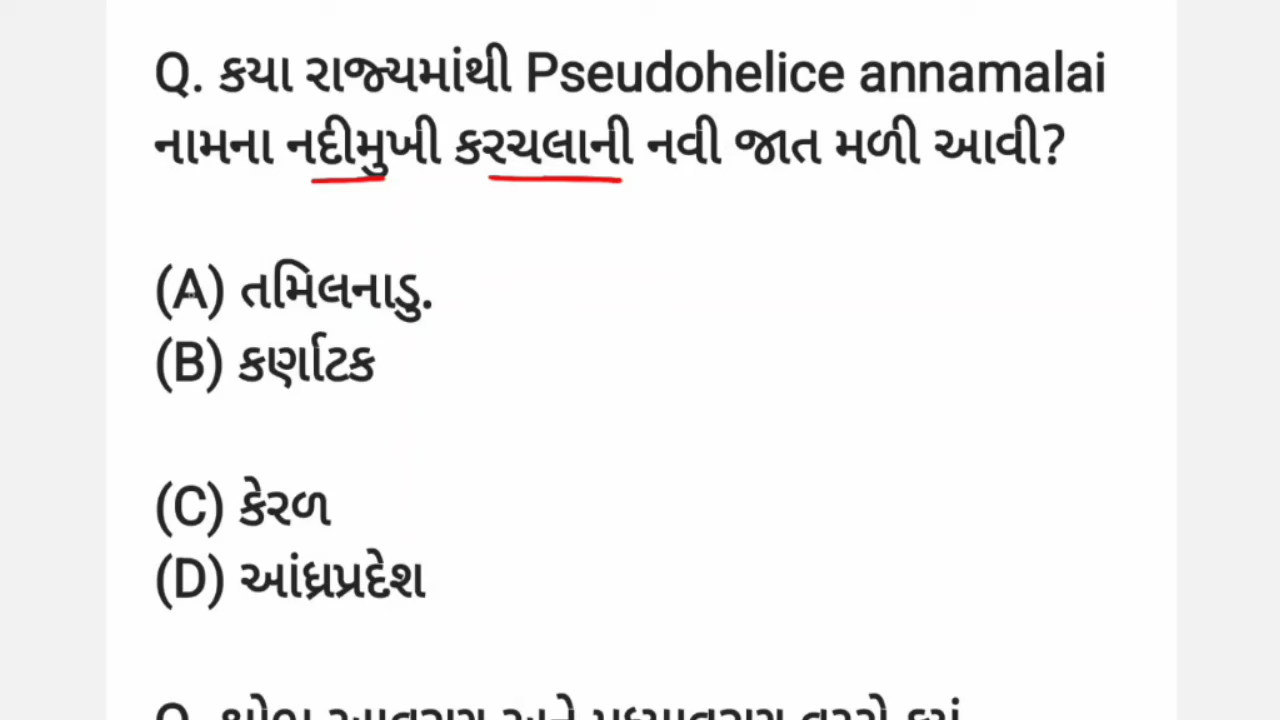 Q. કયા રાજ્યમાંથી Pseudohelice annamalai
નામના નદીમુખી કરચલાની નવી જાત મળી આવી?
(A) તમિલનાડુ.
(B) કર્ણાટક
(C) કેરળ
(D) આંધ્રપ્રદેશ